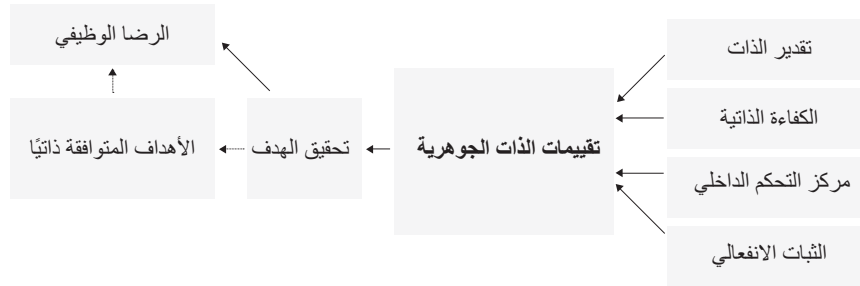 تقدير الذات
الكفاءة الذاتية
مركز التحكم الداخلي
الثبات الانفعالي
تقييمات الذات الجوهرية
تحقيق الهدف
الأهداف المتوافقة ذاتيًا
الرضا الوظيفي